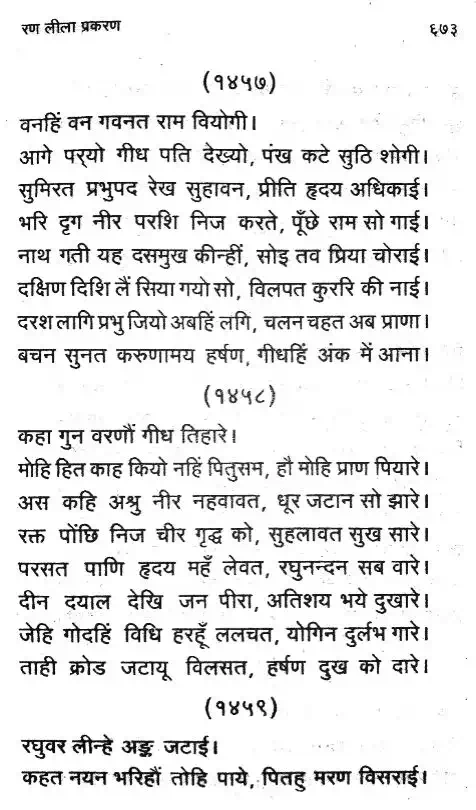 रण लीला प्रकरण ६७३
(१४५७)
वनहिं वन गवनत राम वियोगी।
आगे पर्‌यो गीध पति देख्यो, पंख कटे सुठि शोगी।
सुमिरत प्रभुपद रेख सुहावन, प्रीति हृदय अधिकाई।
भरि दृग नीर परशि निज करते, पूँछे राम सो गाई।
नाथ गती यह दसमुख कीन्हीं, सोइ तव प्रिया चोराई।
दक्षिण दिशि लैं सिया गयो सो, विलपत कुररि की नाई।
दरश लागि प्रभु जियो अबहिं लगि, चलन चहत अब प्राणा।
बचन सुनत करुणामय हर्षण, गीधहिं अंक में आना।
(१४५८)
कहा गुन वरणौं गीध तिहारे।
मोहि हित काह कियो नहिं पितुसम, हौ मोहि प्राण पियारे।
अस कहि अश्रु नीर नहवावत, धूर जटान सो झारे।
रक्त पोंछि निज चीर गृद्ध को, सुहलावत सुख सारे।
परसत पाणि हृदय महँ लेवत, रघुनन्दन सब वारे।
दीन दयाल देखि जन पीरा, अतिशय भये दुखारे।
जेहि गोदहिं विधि हरहूँ ललचत, योगिन दुर्लभ गारे।
ताही क्रोड जटायू विलसत, हर्षण दुख को दारे।
(१४५९)
रघुवर लीन्हे अङ्क जटाई।
कहत नयन भरिहौं तोहि पाये, पितहु मरण विसराई।